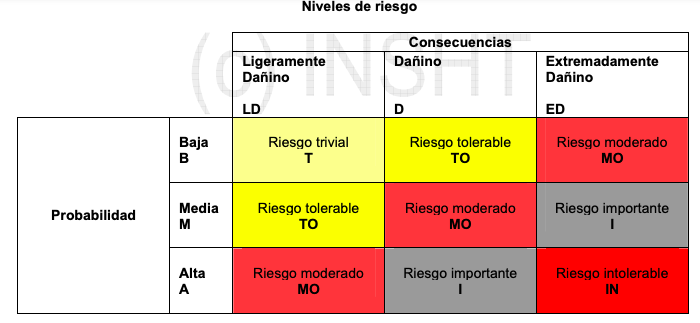 Niveles de riesgo
(c) INSHT
Consecuencias
Ligeramente
Dañino
LD
Dañino
D
Extremadamente
Dañino
ED
Probabilidad
Baja
B
Riesgo trivial
T
Riesgo tolerable
TO
Riesgo moderado
MO
Media
M
Riesgo tolerable
TO
Riesgo moderado
MO
Riesgo importante
I
Alta
A
Riesgo moderado
MO
Riesgo importante
I
Riesgo intolerable
IN